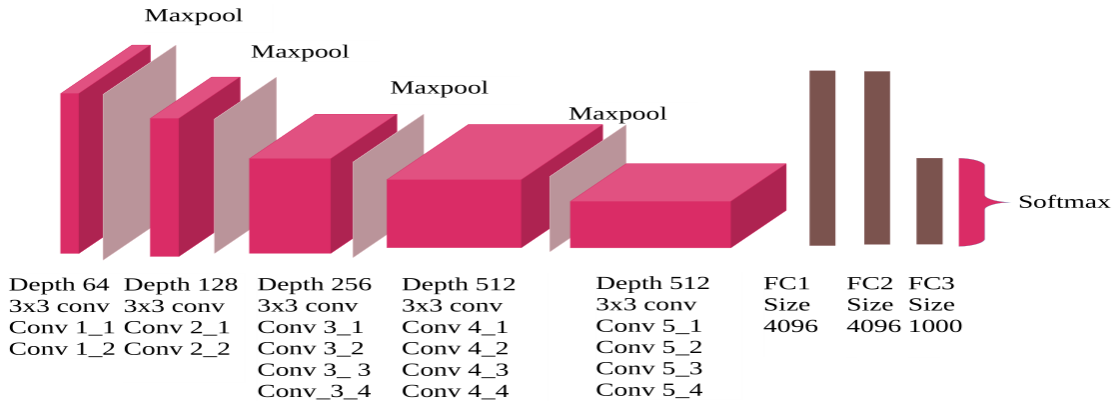 Maxpool
Maxpool
Maxpool
Maxpool
Softmax
Depth 64
3x3 conv
Conv 1_1
Conv 1_2
Depth 128
3x3 conv
Conv 2_1
Conv 2_2
Depth 256
3x3 conv
Conv 3_1
Conv 3_2
Conv 3_ 3
Conv_3_4
Depth 512
3x3 conv
Conv 4_1
Conv 4_2
Conv 4_3
Conv 4_4
Depth 512
3x3 conv
Conv 5_1
Conv 5_2
Conv 5_3
Conv 5_4
FC1
Size
4096
FC2
Size
4096
FC3
Size
1000